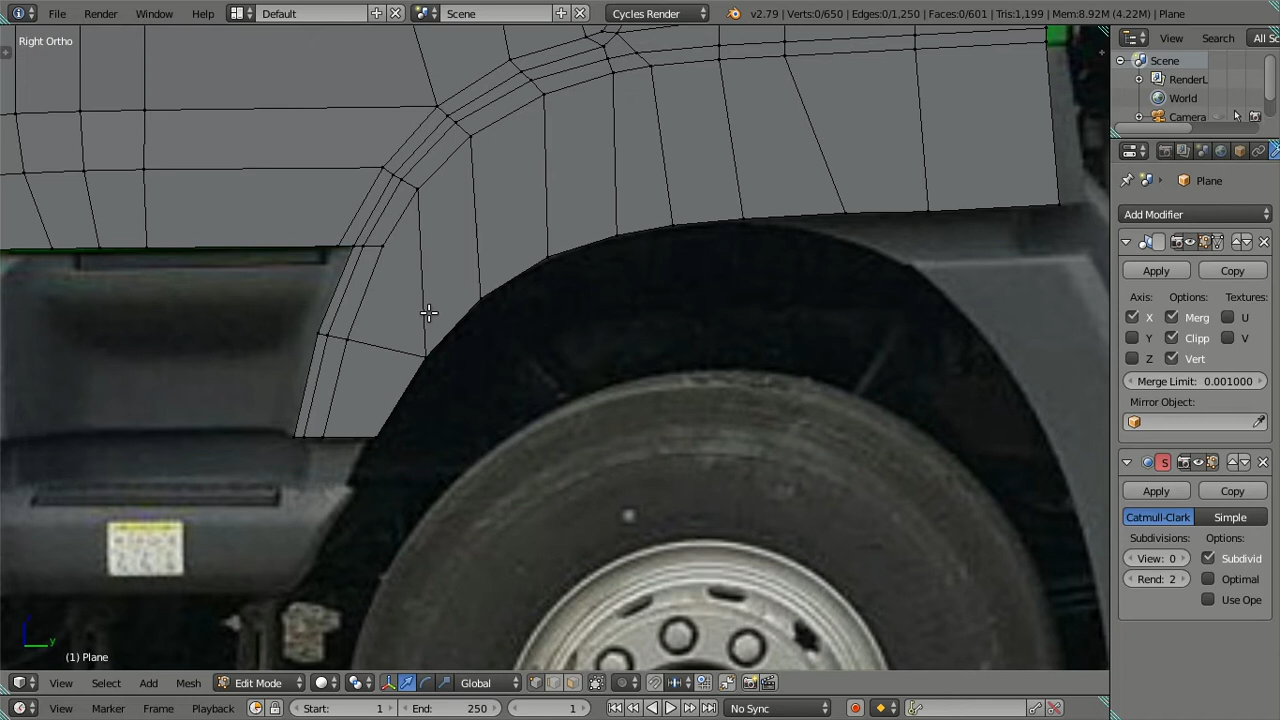 File Render Window Help Default Scene Cycles Render v2.79 | Verts:0/650 | Edges:0/1,250 | Faces:0/601 | Tris:1,199 | Mem:8.92M (4.22M) | Plane
Right Ortho
View Search All Sc
Scene
RenderL
World
Camera
Plane
Add Modifier
Apply Copy
Axis: Options: Textures:
X Merg U
Y Clipp V
Z Vert
Merge Limit: 0.001000
Mirror Object:
S
Apply Copy
Catmull-Clark Simple
Subdivisions: Options:
View: 0 Subdivid
Rend: 2 Optimal
Use Ope
z y
(1) Plane
View Select Add Mesh Edit Mode Global
View Marker Frame Playback Start: 1 End: 250 1 No Sync